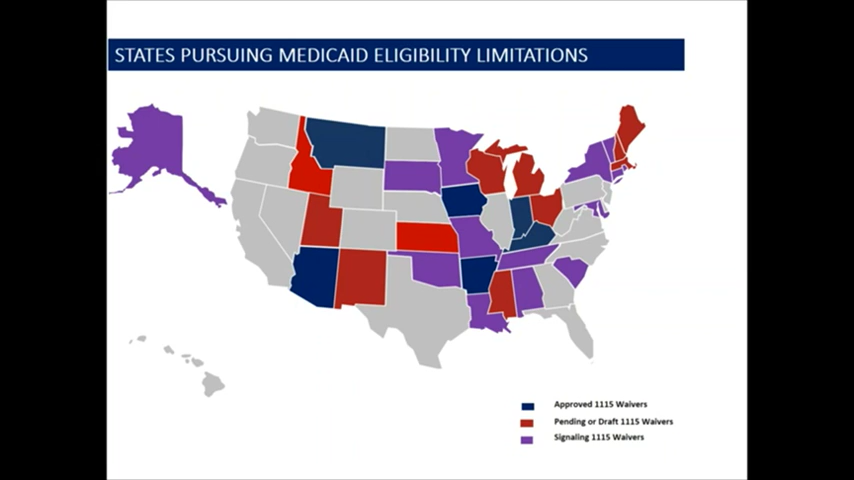 STATES PURSUING MEDICAID ELIGIBILITY LIMITATIONS
Approved 1115 Waivers
Pending or Draft 1115 Waivers
Signaling 1115 Waivers